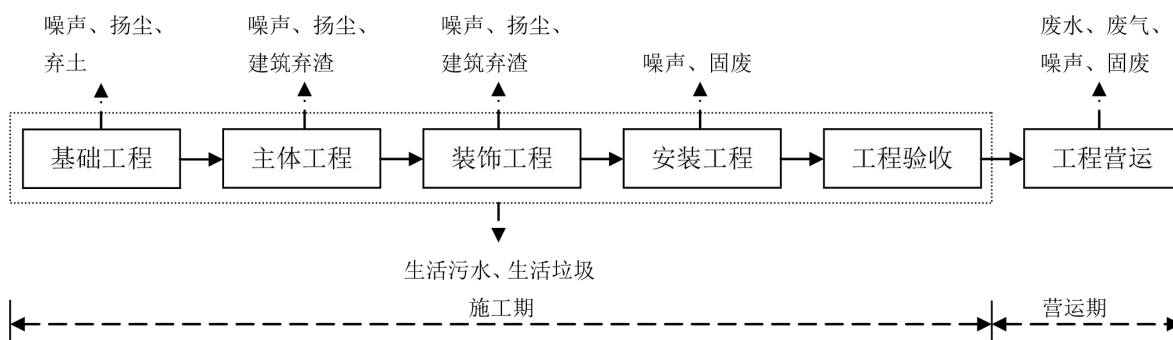 噪声、扬尘、
弃土
噪声、扬尘、
建筑弃渣
噪声、扬尘、
建筑弃渣
噪声、固废
废水、废气、
噪声、固废
基础工程
主体工程
装饰工程
安装工程
工程验收
工程营运
生活污水、生活垃圾
施工期
营运期